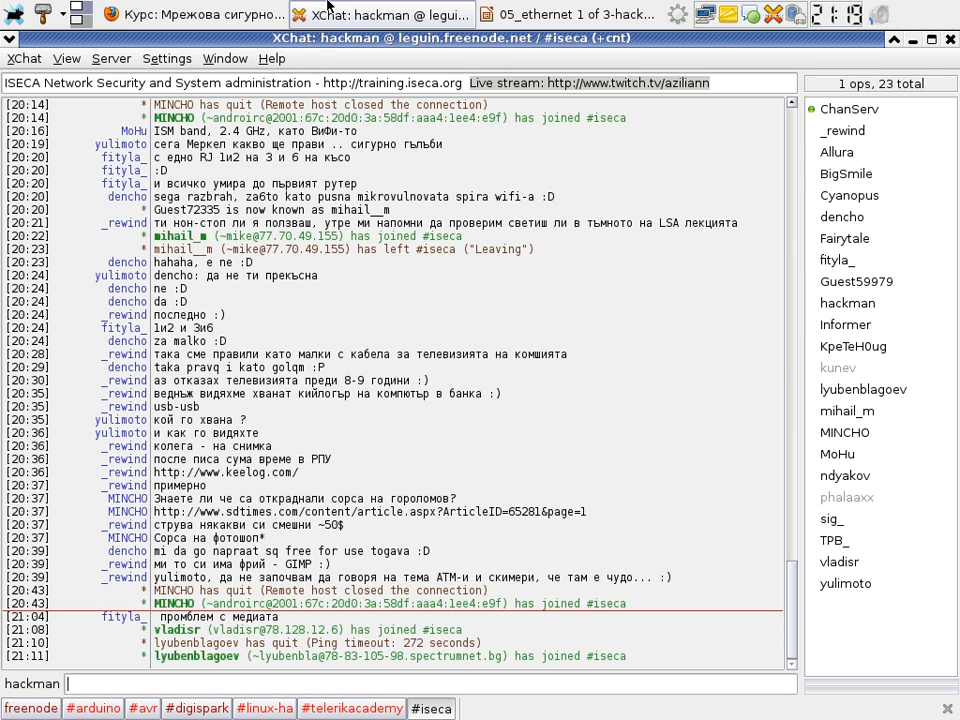 Курс: Мрежова сигурно...
XChat: hackman @ legui...
05_ethernet 1 of 3-hack...
21:19
XChat: hackman @ leguin.freenode.net / #iseca (+cnt)
XChat View Server Settings Window Help
ISECA Network Security and System administration - http://training.iseca.org Live stream: http://www.twitch.tv/aziliann
1 ops, 23 total
[20:14] * MINCHO has quit (Remote host closed the connection)
[20:14] * MINCHO (~androirc@2001:67c:20d0:3a:58df:aaa4:1ee4:e9f) has joined #iseca
[20:16] MoHu ISM band, 2.4 GHz, като ВиФи-то
[20:19] yulimoto сега Меркел какво ще прави .. сигурно гълъби
[20:20] fityla_ с едно RJ 1и2 на 3 и 6 на късо
[20:20] fityla_ :D
[20:20] fityla_ и всичко умира до първият рутер
[20:20] dencho sega razbrah, za6to kato pusna mikrovulnovata spira wifi-a :D
[20:20] * Guest72335 is now known as mihail__m
[20:21] _rewind ти нон-стоп ли я ползваш, утре ми напомни да проверим светиш ли в тъмното на LSA лекцията
[20:22] * mihail_m (~mike@77.70.49.155) has joined #iseca
[20:23] * mihail__m (~mike@77.70.49.155) has left #iseca ("Leaving")
[20:23] dencho hahaha, e ne :D
[20:24] yulimoto dencho: да не ти прекъсна
[20:24] dencho ne :D
[20:24] dencho da :D
[20:24] _rewind последно :)
[20:24] fityla_ 1и2 и 3и6
[20:24] dencho za malko :D
[20:28] _rewind така сме правили като малки с кабела за телевизията на комшията
[20:29] dencho taka pravq i kato golqm :P
[20:30] _rewind аз отказах телевизията преди 8-9 години :)
[20:35] _rewind веднъж видяхме хванат кийлогър на компютър в банка :)
[20:35] _rewind usb-usb
[20:35] yulimoto кой го хвана ?
[20:36] yulimoto и как го видяхте
[20:36] _rewind колега - на снимка
[20:36] _rewind после писа сума време в РПУ
[20:36] _rewind http://www.keelog.com/
[20:37] _rewind примерно
[20:37] MINCHO Знаете ли че са откраднали сорса на гороломов?
[20:37] MINCHO http://www.sdtimes.com/content/article.aspx?ArticleID=65281&page=1
[20:37] _rewind струва някакви си смешни ~50$
[20:37] MINCHO Сорса на фотошоп*
[20:39] dencho mi da go napraat sq free for use togava :D
[20:39] _rewind ми то си има фрий - GIMP :)
[20:39] _rewind yulimoto, да не започвам да говоря на тема АТМ-и и скимери, че там е чудо... :)
[20:43] * MINCHO has quit (Remote host closed the connection)
[20:43] * MINCHO (~androirc@2001:67c:20d0:3a:58df:aaa4:1ee4:e9f) has joined #iseca
[21:04] fityla_ промблем с медиата
[21:08] * vladisr (vladisr@78.128.12.6) has joined #iseca
[21:10] * lyubenblagoev has quit (Ping timeout: 272 seconds)
[21:11] * lyubenblagoev (~lyubenbla@78-83-105-98.spectrumnet.bg) has joined #iseca
ChanServ
_rewind
Allura
BigSmile
Cyanopus
dencho
Fairytale
fityla_
Guest59979
hackman
Informer
KpeTeH0ug
kunev
lyubenblagoev
mihail_m
MINCHO
MoHu
ndyakov
phalaaxx
sig_
TPB_
vladisr
yulimoto
hackman
freenode #arduino #avr #digispark #linux-ha #telerikacademy #iseca